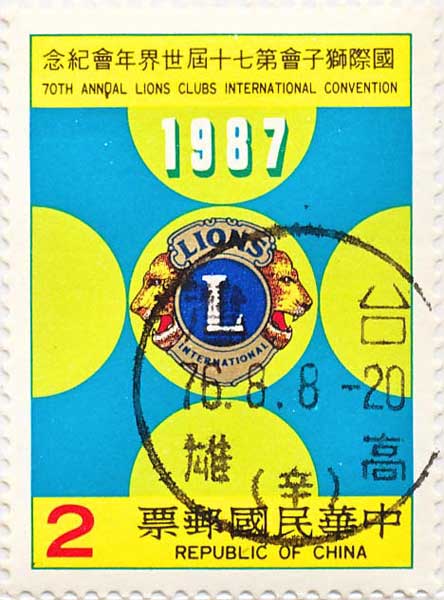 國際獅子會第七十屆世界年會紀念
70TH ANNUAL LIONS CLUBS INTERNATIONAL CONVENTION
1987
LIONS
L
INTERNATIONAL
台
76.8.8.-20
高雄
(辛)
2
中華民國郵票
REPUBLIC OF CHINA